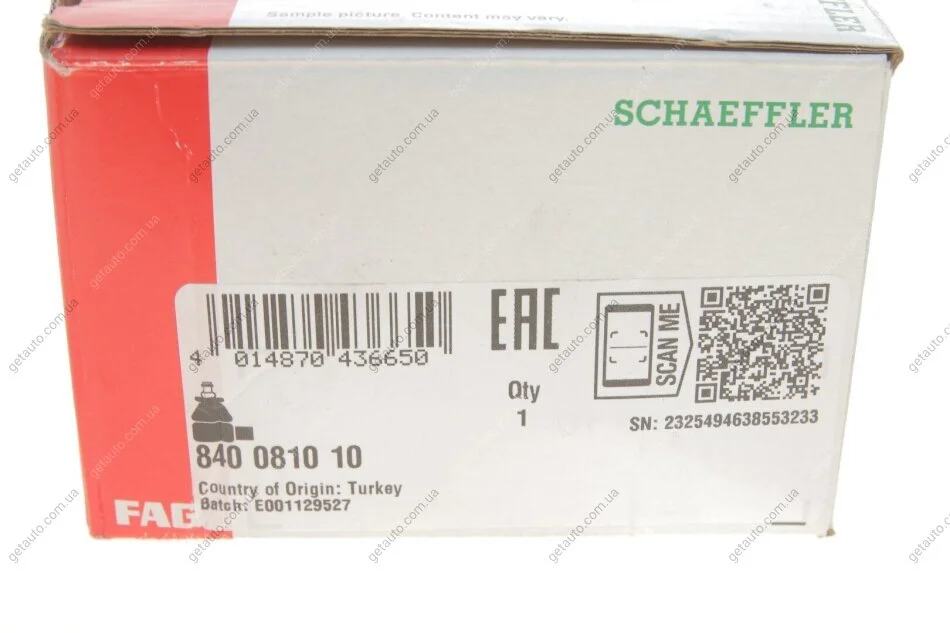 Sample picture. Content may vary.
SCHAEFFLER
SCHAEFFLER
4 014870 436650
EAC
SCAN ME
Qty
1
SN: 2325494638553233
840 0810 10
Country of Origin: Turkey
Batch: E001129527
FAG
getauto.com.ua